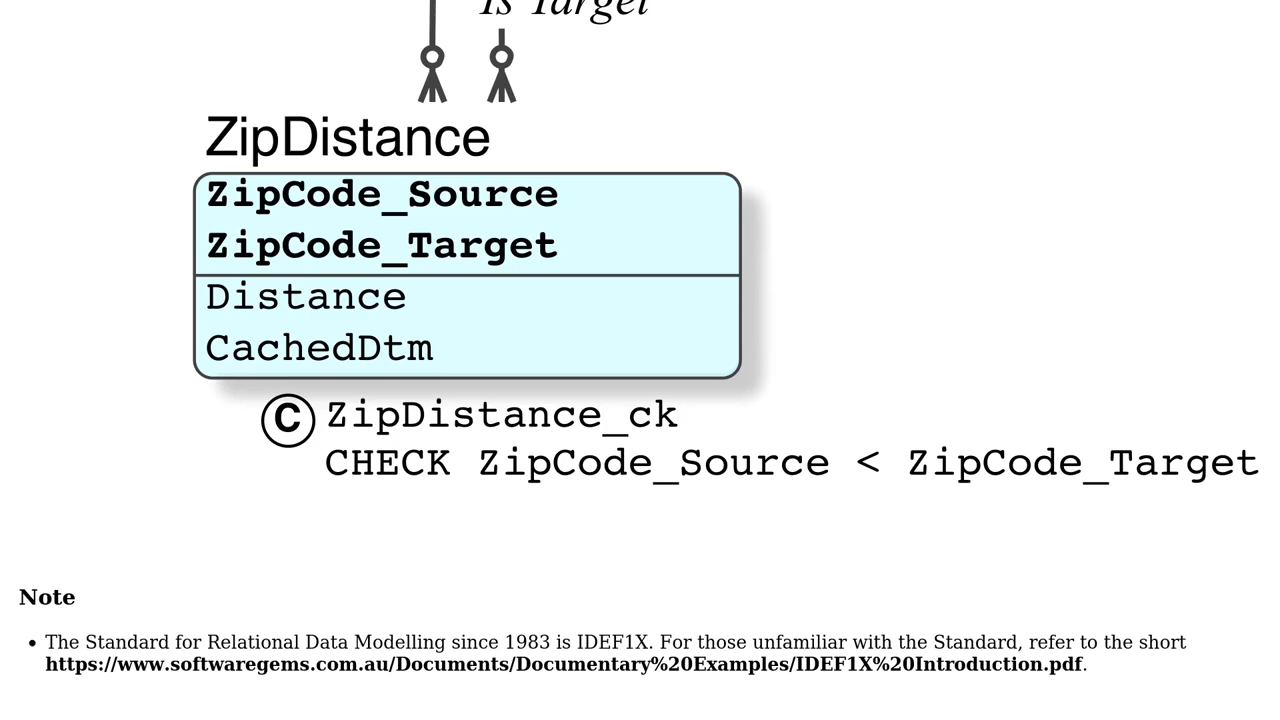 Is Target
ZipDistance
ZipCode_Source
ZipCode_Target
Distance
CachedDtm
C ZipDistance_ck
CHECK ZipCode_Source < ZipCode_Target
Note
• The Standard for Relational Data Modelling since 1983 is IDEF1X. For those unfamiliar with the Standard, refer to the short
https://www.softwaregems.com.au/Documents/Documentary%20Examples/IDEF1X%20Introduction.pdf.